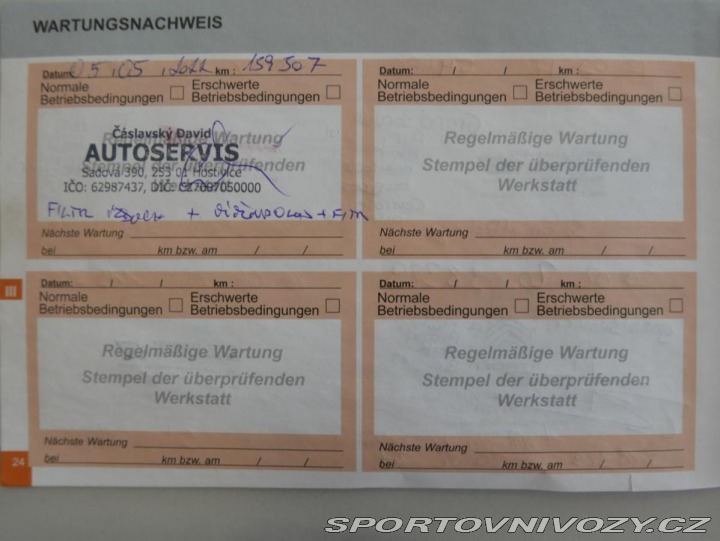 WARTUNGSNACHWEIS
Datum: 05 . 05 . km : 159 507
Normale Betriebsbedingungen
Erschwerte Betriebsbedingungen
Regelmäßige Wartung
Čáslavský David
AUTOSERVIS
Stempel der überprüfenden
Sadová 390, 253 01 Hostivice
IČO: 62987437, DIČ:
+ + 
Nächste Wartung
bei km bzw. am / /
Datum: / / km :
Normale Betriebsbedingungen
Erschwerte Betriebsbedingungen
Regelmäßige Wartung
Stempel der überprüfenden
Werkstatt
Nächste Wartung
bei km bzw. am / /
III
Datum: / / km :
Normale Betriebsbedingungen
Erschwerte Betriebsbedingungen
Regelmäßige Wartung
Stempel der überprüfenden
Werkstatt
Nächste Wartung
bei km bzw. am / /
Datum: / / km :
Normale Betriebsbedingungen
Erschwerte Betriebsbedingungen
Regelmäßige Wartung
Stempel der überprüfenden
Werkstatt
Nächste Wartung
bei km bzw. am / /
24
SPORTOVNIVOZY.CZ